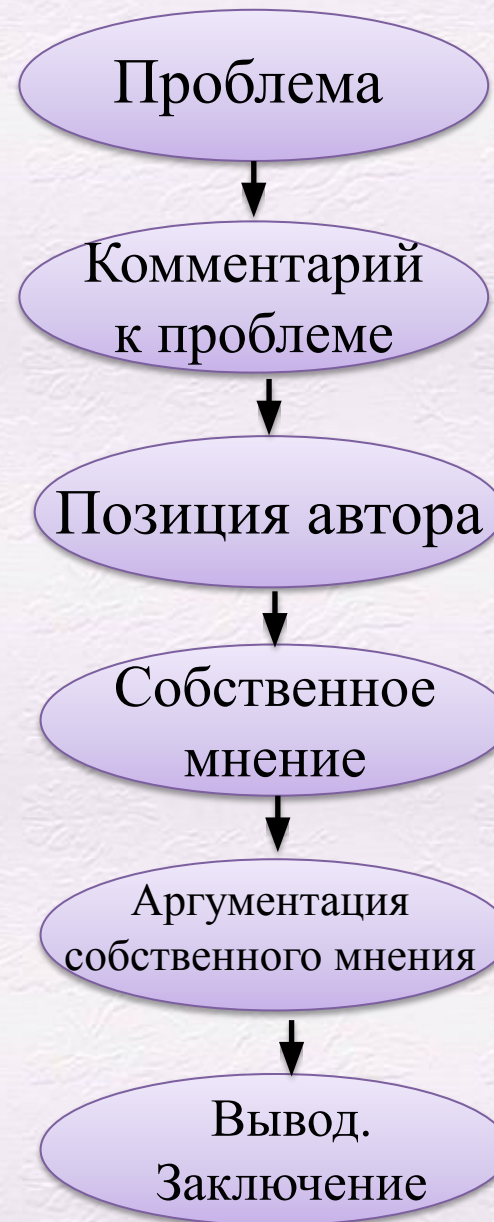 Проблема
Комментарий
к проблеме
Позиция автора
Собственное
мнение
Аргументация
собственного мнения
Вывод.
Заключение